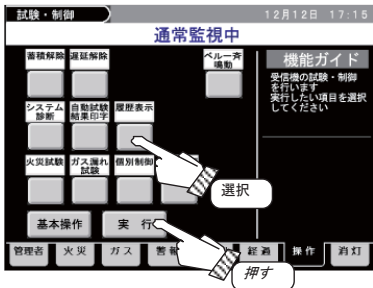 試験・制御
12月12日 17:15
通常監視中
蓄積解除 遅延解除 ベル一斉鳴動
機能ガイド
受信機の試験・制御
を行います
実行したい項目を選択
してください
システム診断 自動試験結果印字 履歴表示
火災試験 ガス漏れ試験 個別制御
選択
基本操作 実 行
管理者 火 災 ガ ス 経 過 操 作 消 灯
押す